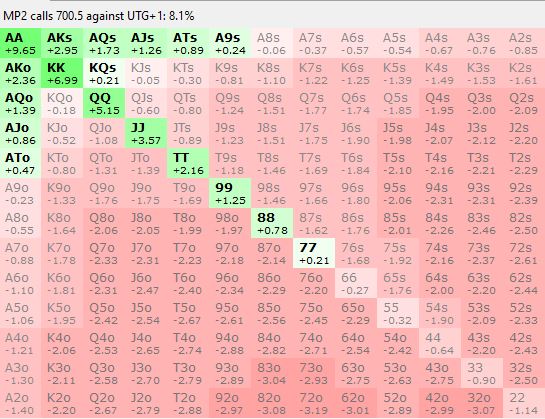 MP2 calls 700.5 against UTG+1: 8.1%
AA AKs AQs AJs ATs A9s A8s A7s A6s A5s A4s A3s A2s
+9.65 +2.95 +1.73 +1.26 +0.89 +0.24 -0.06 -0.37 -0.57 -0.54 -0.67 -0.76 -0.85
AKo KK KQs KJs KTs K9s K8s K7s K6s K5s K4s K3s K2s
+2.36 +6.99 +0.21 -0.05 -0.30 -0.81 -1.10 -1.22 -1.25 -1.39 -1.49 -1.53 -1.61
AQo KQo QQ QJs QTs Q9s Q8s Q7s Q6s Q5s Q4s Q3s Q2s
+1.39 -0.18 +5.15 -0.60 -0.80 -1.24 -1.51 -1.77 -1.74 -1.85 -1.95 -2.00 -2.09
AJo KJo QJo JJ JTs J9s J8s J7s J6s J5s J4s J3s J2s
+0.86 -0.52 -1.08 +3.57 -0.89 -1.23 -1.51 -1.75 -1.90 -1.98 -2.07 -2.12 -2.20
ATo KTo QTo JTo TT T9s T8s T7s T6s T5s T4s T3s T2s
+0.47 -0.80 -1.31 -1.39 +2.16 -1.18 -1.46 -1.69 -1.84 -2.10 -2.16 -2.21 -2.29
A9o K9o Q9o J9o T9o 99 98s 97s 96s 95s 94s 93s 92s
-0.23 -1.33 -1.76 -1.75 -1.69 +1.25 -1.46 -1.66 -1.80 -2.06 -2.31 -2.31 -2.39
A8o K8o Q8o J8o T8o 98o 88 87s 86s 85s 84s 83s 82s
-0.55 -1.64 -2.06 -2.05 -1.99 -1.97 +0.78 -1.62 -1.76 -2.01 -2.26 -2.46 -2.50
A7o K7o Q7o J7o T7o 97o 87o 77 76s 75s 74s 73s 72s
-0.88 -1.78 -2.33 -2.31 -2.23 -2.18 -2.14 +0.21 -1.68 -1.92 -2.16 -2.37 -2.61
A6o K6o Q6o J6o T6o 96o 86o 76o 66 65s 64s 63s 62s
-1.10 -1.81 -2.31 -2.47 -2.40 -2.34 -2.29 -2.20 -0.27 -1.76 -2.00 -2.20 -2.44
A5o K5o Q5o J5o T5o 95o 85o 75o 65o 55 54s 53s 52s
-1.06 -1.95 -2.42 -2.54 -2.67 -2.61 -2.56 -2.45 -2.29 -0.32 -1.90 -2.09 -2.33
A4o K4o Q4o J4o T4o 94o 84o 74o 64o 54o 44 43s 42s
-1.21 -2.06 -2.53 -2.65 -2.74 -2.88 -2.82 -2.71 -2.54 -2.42 -0.64 -2.20 -2.43
A3o K3o Q3o J3o T3o 93o 83o 73o 63o 53o 43o 33 32s
-1.30 -2.11 -2.58 -2.70 -2.79 -2.89 -3.04 -2.93 -2.75 -2.63 -2.75 -0.90 -2.50
A2o K2o Q2o J2o T2o 92o 82o 72o 62o 52o 42o 32o 22
-1.40 -2.20 -2.67 -2.79 -2.88 -2.97 -3.08 -3.19 -3.01 -2.89 -2.99 -3.07 -1.14